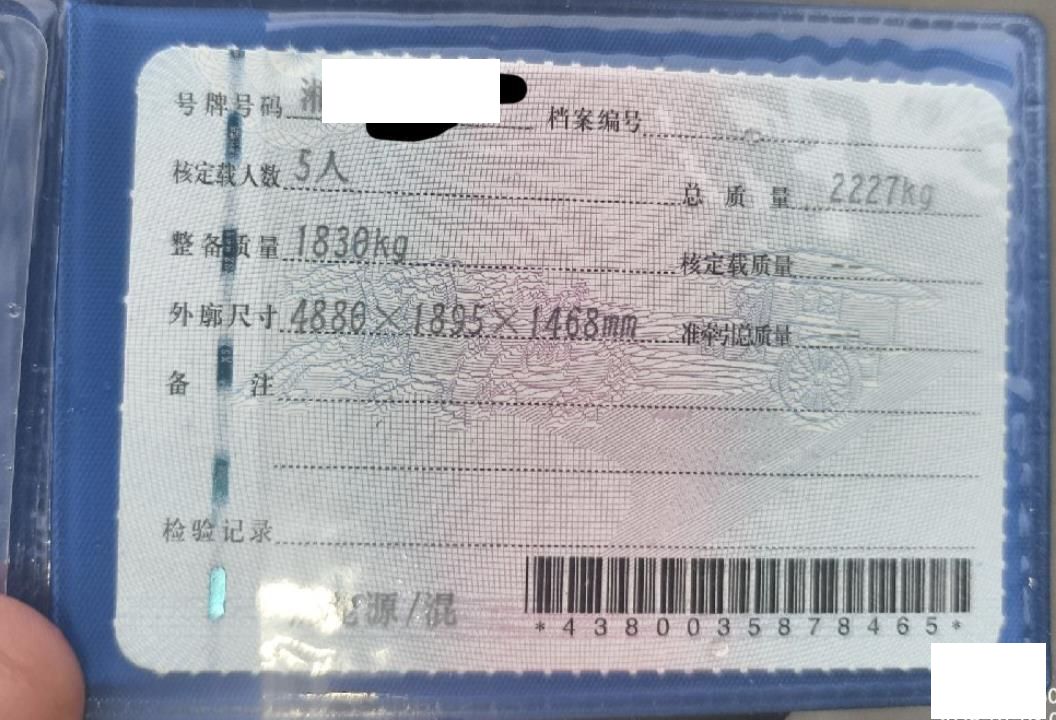 号牌号码 湘 档案编号
核定载人数 5人 总质量 2227kg
整备质量 1830kg 核定载质量 --
外廓尺寸 4880×1895×1468mm 准牵引总质量
备注
检验记录
能源/混
*4380035878465*